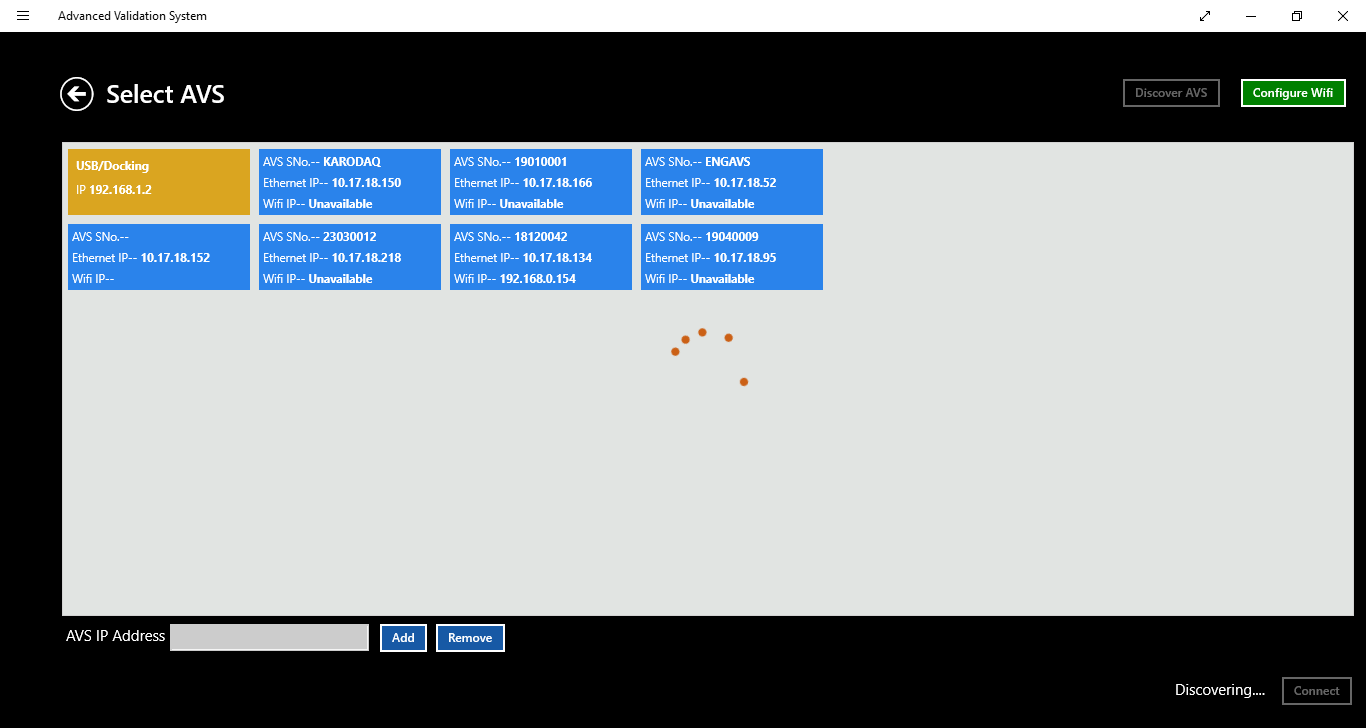 Advanced Validation System
Select AVS
Discover AVS
Configure Wifi
USB/Docking
IP 192.168.1.2
AVS SNo.-- KARODAQ
Ethernet IP-- 10.17.18.150
Wifi IP-- Unavailable
AVS SNo.-- 19010001
Ethernet IP-- 10.17.18.166
Wifi IP-- Unavailable
AVS SNo.-- ENGAVS
Ethernet IP-- 10.17.18.52
Wifi IP-- Unavailable
AVS SNo.--
Ethernet IP-- 10.17.18.152
Wifi IP--
AVS SNo.-- 23030012
Ethernet IP-- 10.17.18.218
Wifi IP-- Unavailable
AVS SNo.-- 18120042
Ethernet IP-- 10.17.18.134
Wifi IP-- 192.168.0.154
AVS SNo.-- 19040009
Ethernet IP-- 10.17.18.95
Wifi IP-- Unavailable
AVS IP Address
Add
Remove
Discovering....
Connect